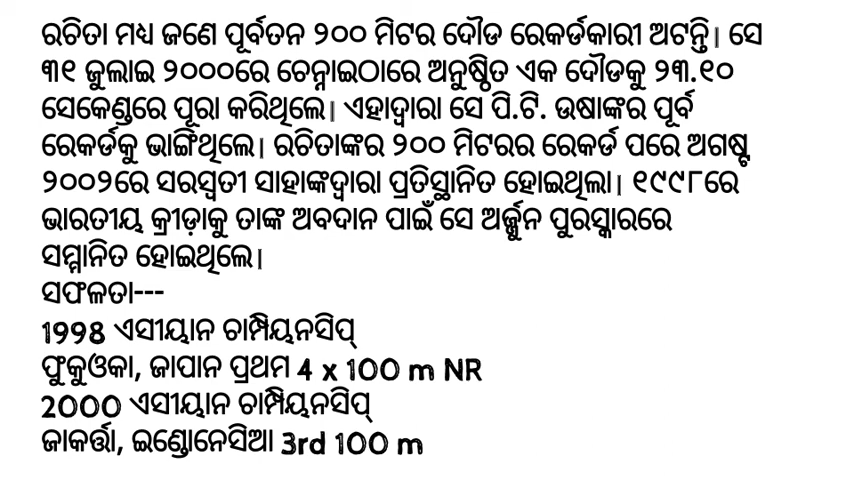 ରଚିତା ମଧ୍ୟ ଜଣେ ପୂର୍ବତନ ୨୦୦ ମିଟର ଦୌଡ ରେକର୍ଡକାରୀ ଅଟନ୍ତି। ସେ
୩୧ ଜୁଲାଇ ୨୦୦୦ରେ ଚେନ୍ନାଇଠାରେ ଅନୁଷ୍ଠିତ ଏକ ଦୌଡକୁ ୨୩.୧୦
ସେକେଣ୍ଡରେ ପୂରା କରିଥିଲେ। ଏହାଦ୍ୱାରା ସେ ପି.ଟି. ଉଷାଙ୍କର ପୂର୍ବ
ରେକର୍ଡକୁ ଭାଙ୍ଗିଥିଲେ। ରଚିତାଙ୍କର ୨୦୦ ମିଟରର ରେକର୍ଡ ପରେ ଅଗଷ୍ଟ
୨୦୦୨ରେ ସରସ୍ୱତୀ ସାହାଙ୍କଦ୍ୱାରା ପ୍ରତିସ୍ଥାନିତ ହୋଇଥିଲା। ୧୯୯୮ରେ
ଭାରତୀୟ କ୍ରୀଡ଼ାକୁ ତାଙ୍କ ଅବଦାନ ପାଇଁ ସେ ଅର୍ଜ୍ଜୁନ ପୁରସ୍କାରରେ
ସମ୍ମାନିତ ହୋଇଥିଲେ।
ସଫଳତା---
1998 ଏସୀୟାନ ଚାମ୍ପିୟନସିପ୍
ଫୁକୁଓକା, ଜାପାନ ପ୍ରଥମ 4 x 100 m NR
2000 ଏସୀୟାନ ଚାମ୍ପିୟନସିପ୍
ଜାକର୍ତ୍ତା, ଇଣ୍ଡୋନେସିଆ 3rd 100 m